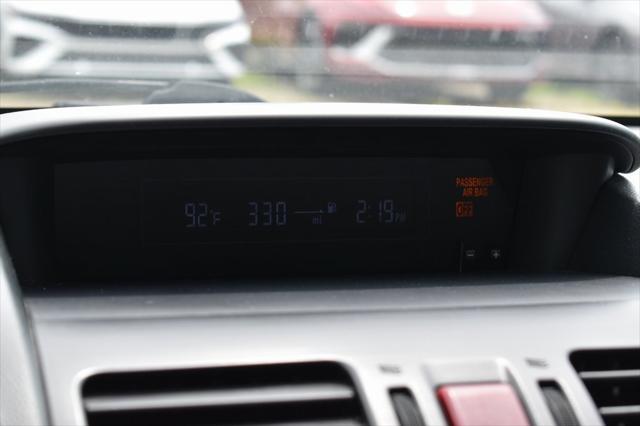 PASSENGER
AIR BAG
OFF
92°F 330 mi 2:19 PM
- +